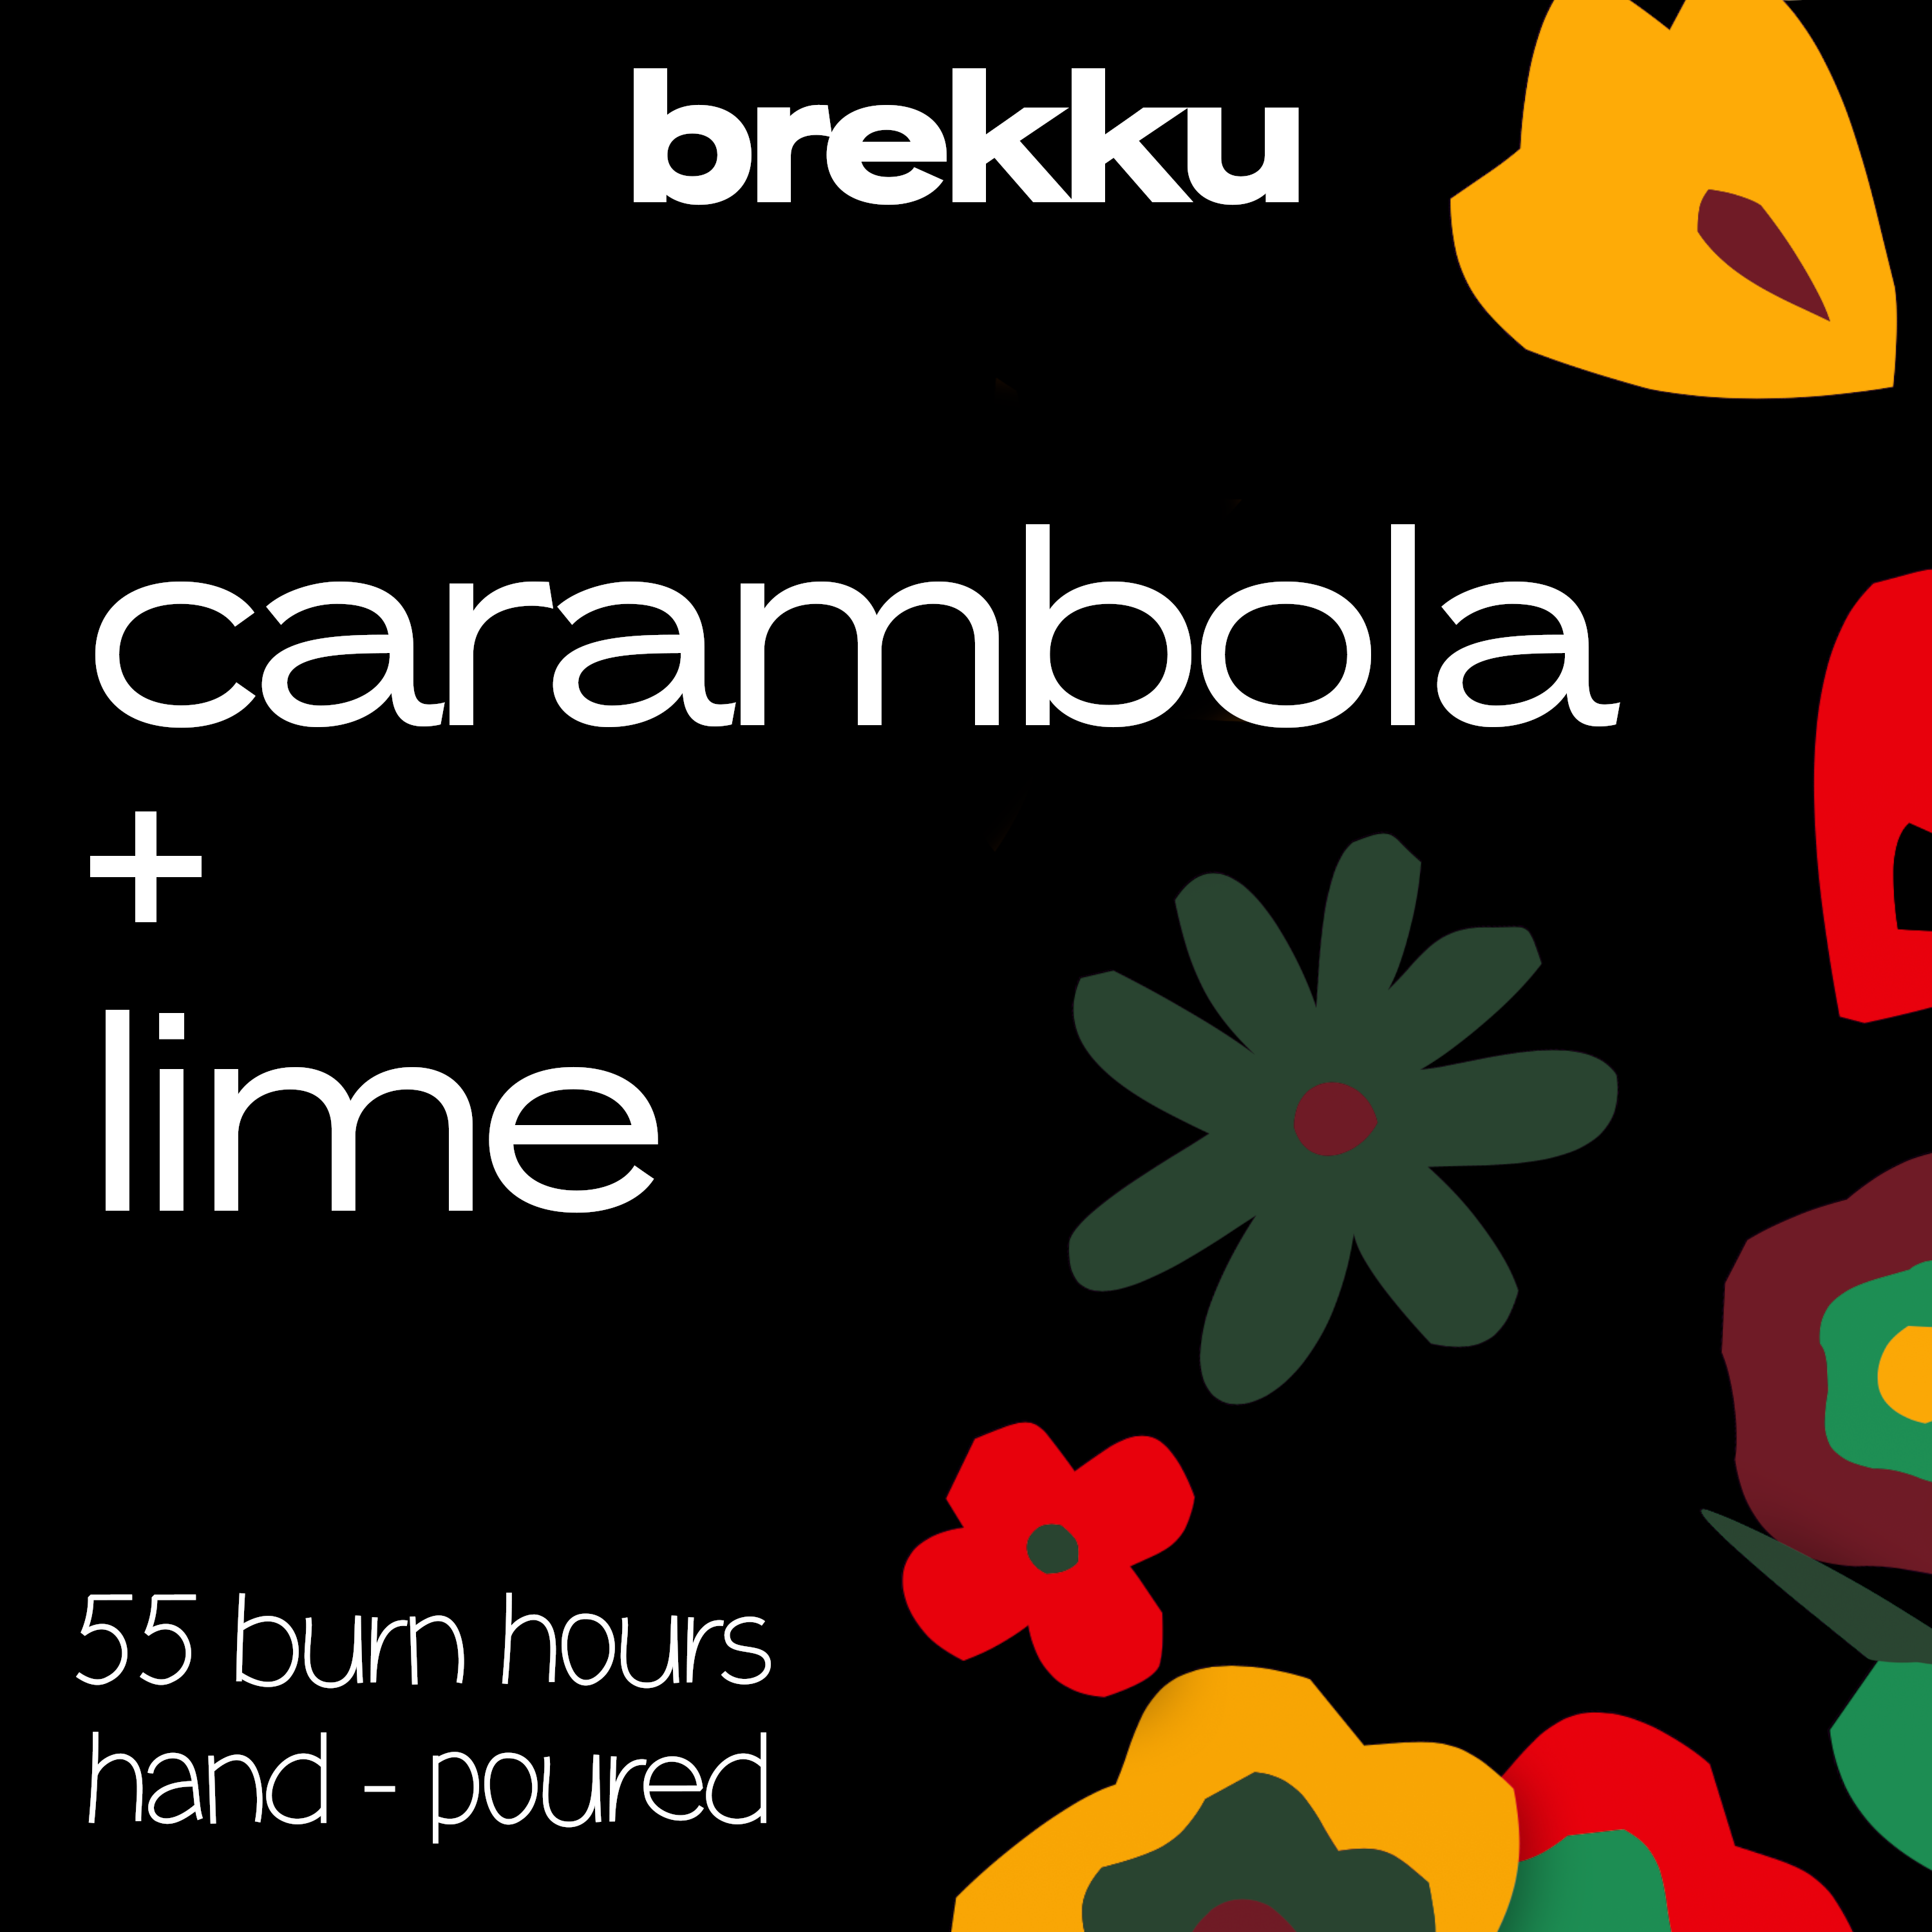 brekku
carambola
+
lime
55 burn hours
hand - poured